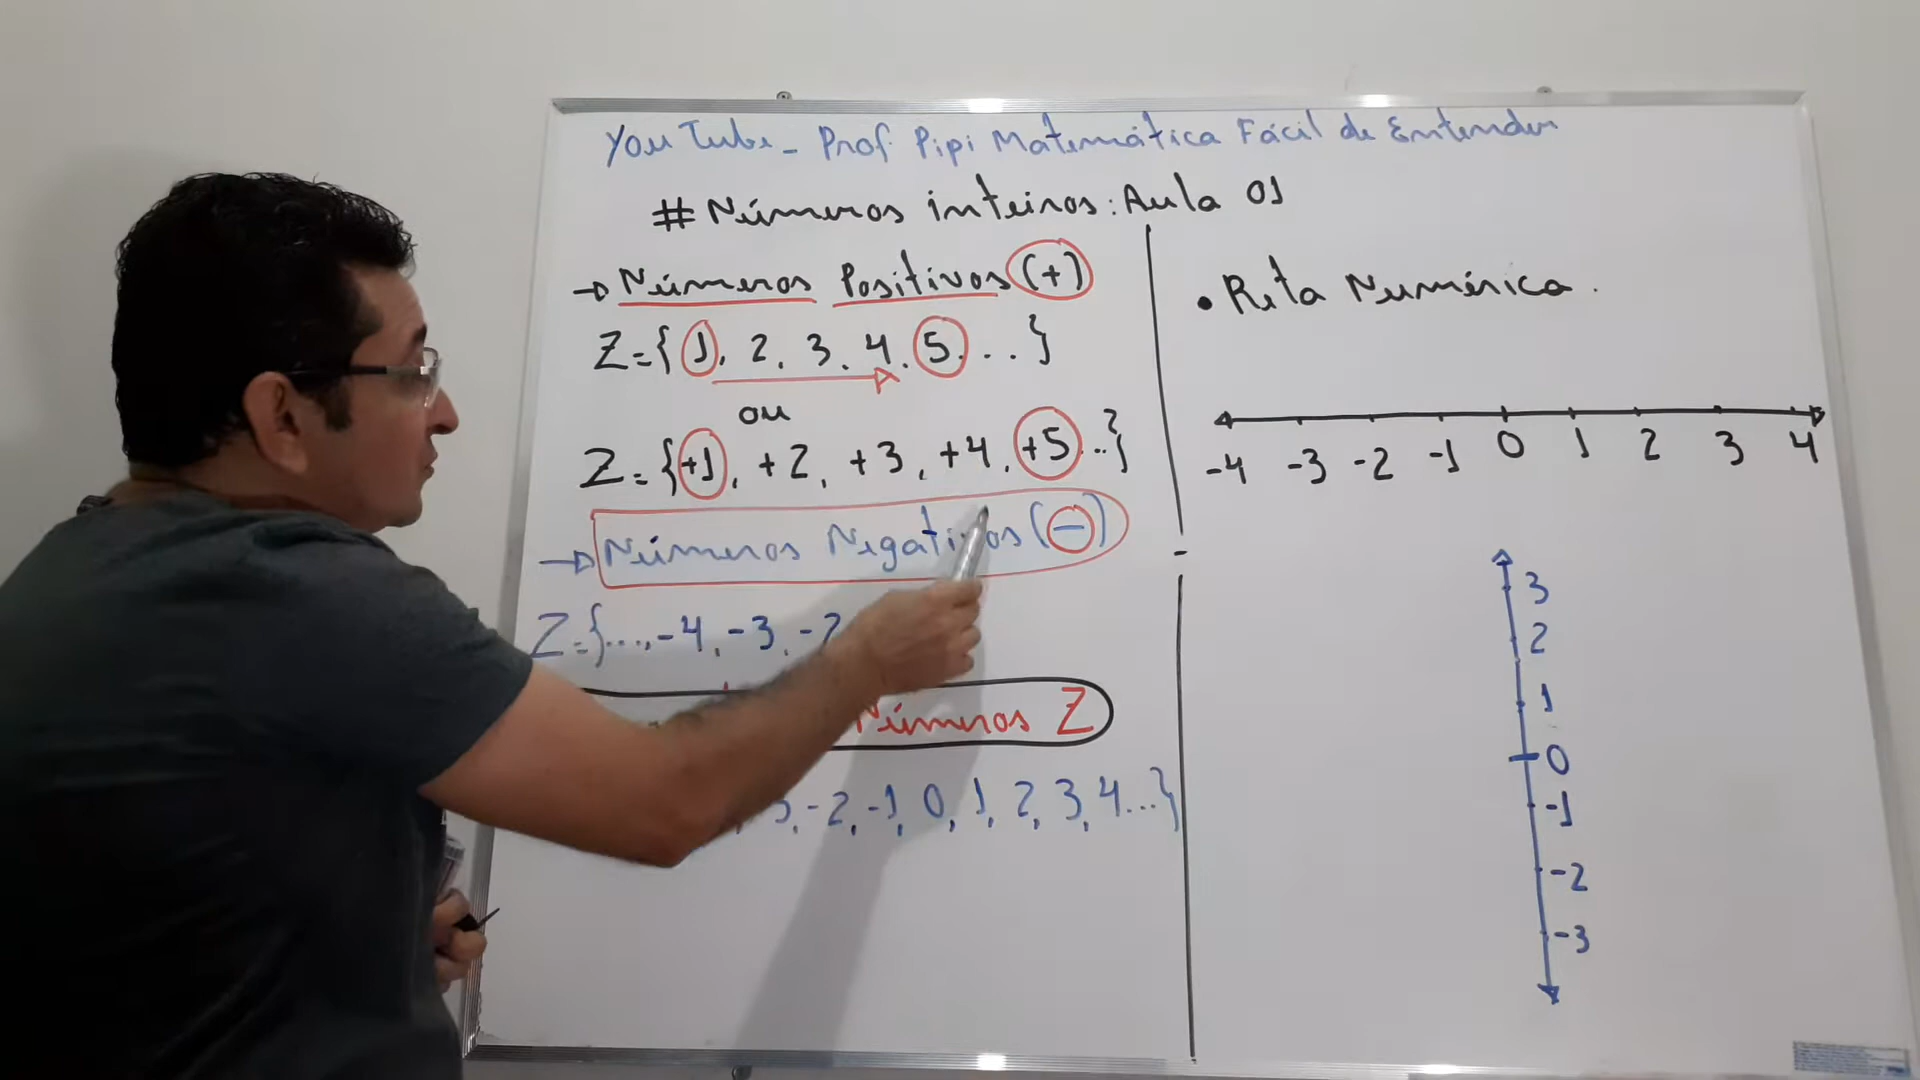 YouTube - Prof Pipi Matemática Fácil de Entender
# Números inteiros: Aula 01
→ Números Positivos (+)
Z = {1, 2, 3, 4, 5, ...}
ou
Z = {+1, +2, +3, +4, +5...}
→ Números Negativos (-)
Z = {..., -4, -3, -2
Números Z
-2, -1, 0, 1, 2, 3, 4...}
• Reta Numérica.
-4 -3 -2 -1 0 1 2 3 4
3
2
1
0
-1
-2
-3